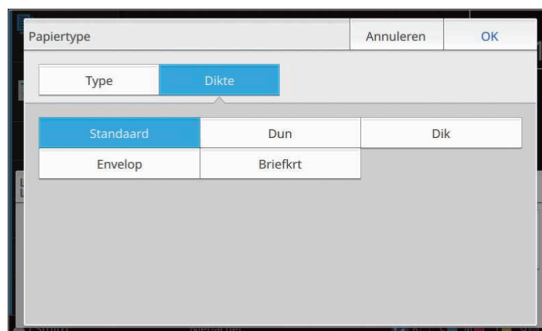 Papiertype Annuleren OK
Type Dikte
Standaard Dun Dik
Envelop Briefkrt